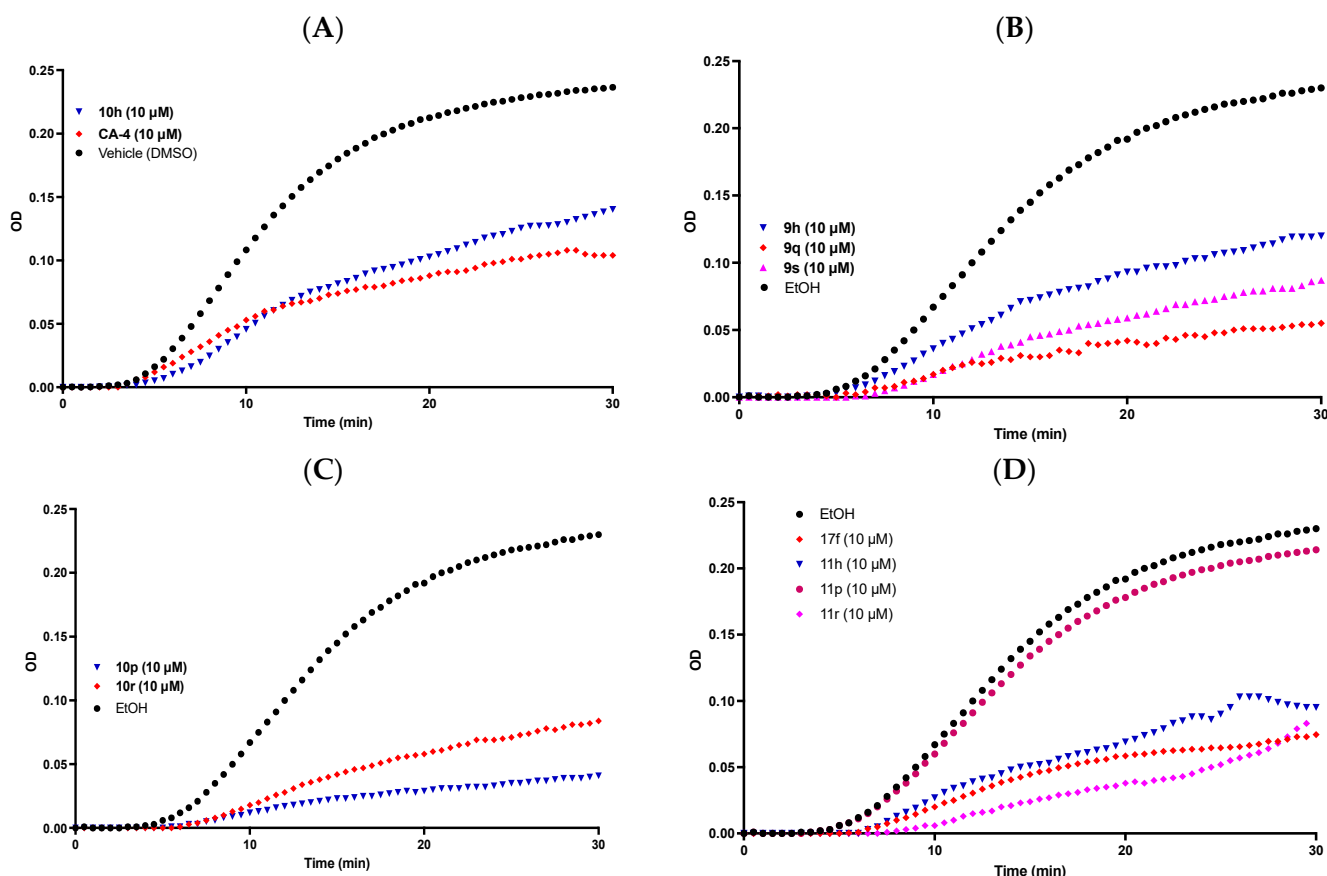 (A)
0.25
0.20
0.15
0.10
0.05
0.00
OD
10h (10 µM)
CA-4 (10 µM)
Vehicle (DMSO)
0
10
20
30
Time (min)
(B)
0.25
0.20
0.15
0.10
0.05
0.00
OD
9h (10 µM)
9q (10 µM)
9s (10 µM)
EtOH
0
10
20
30
Time (min)
(C)
0.25
0.20
0.15
0.10
0.05
0.00
OD
10p (10 µM)
10r (10 µM)
EtOH
0
10
20
30
Time (min)
(D)
0.25
0.20
0.15
0.10
0.05
0.00
OD
EtOH
17f (10 µM)
11h (10 µM)
11p (10 µM)
11r (10 µM)
0
10
20
30
Time (min)